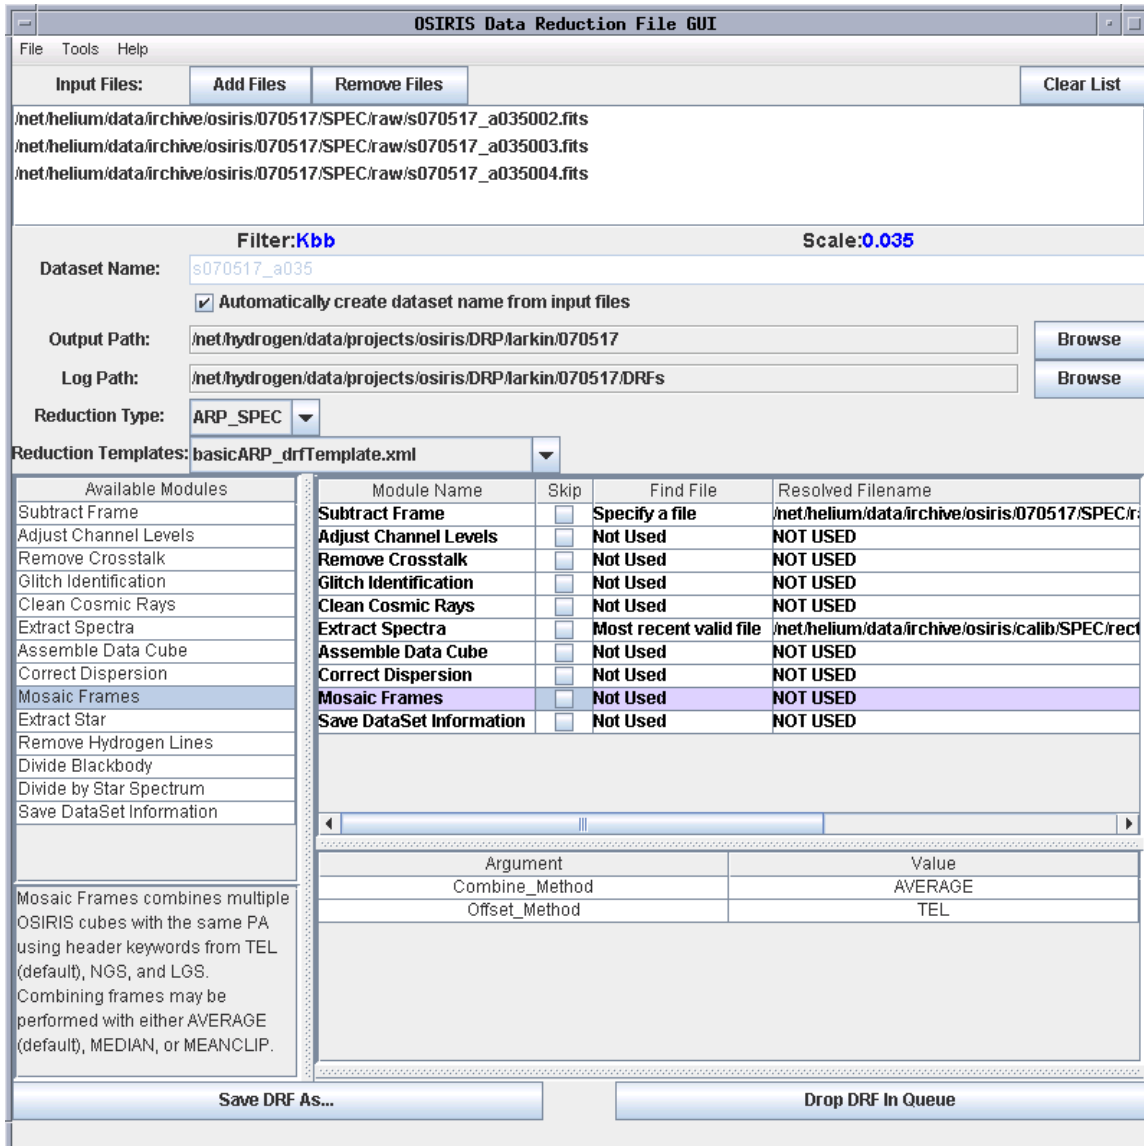 OSIRIS Data Reduction File GUI
File Tools Help
Input Files: Add Files Remove Files Clear List
/net/helium/data/irchive/osiris/070517/SPEC/raw/s070517_a035002.fits
/net/helium/data/irchive/osiris/070517/SPEC/raw/s070517_a035003.fits
/net/helium/data/irchive/osiris/070517/SPEC/raw/s070517_a035004.fits
Filter:Kbb Scale:0.035
Dataset Name: s070517_a035
Automatically create dataset name from input files
Output Path: /net/hydrogen/data/projects/osiris/DRP/larkin/070517 Browse
Log Path: /net/hydrogen/data/projects/osiris/DRP/larkin/070517/DRFs Browse
Reduction Type: ARP_SPEC
Reduction Templates: basicARP_drfTemplate.xml
Available Modules
Subtract Frame
Adjust Channel Levels
Remove Crosstalk
Glitch Identification
Clean Cosmic Rays
Extract Spectra
Assemble Data Cube
Correct Dispersion
Mosaic Frames
Extract Star
Remove Hydrogen Lines
Divide Blackbody
Divide by Star Spectrum
Save DataSet Information
Mosaic Frames combines multiple
OSIRIS cubes with the same PA
using header keywords from TEL
(default), NGS, and LGS.
Combining frames may be
performed with either AVERAGE
(default), MEDIAN, or MEANCLIP.
Module Name Skip Find File Resolved Filename
Subtract Frame Specify a file /net/helium/data/irchive/osiris/070517/SPEC/r
Adjust Channel Levels Not Used NOT USED
Remove Crosstalk Not Used NOT USED
Glitch Identification Not Used NOT USED
Clean Cosmic Rays Not Used NOT USED
Extract Spectra Most recent valid file /net/helium/data/irchive/osiris/calib/SPEC/rect
Assemble Data Cube Not Used NOT USED
Correct Dispersion Not Used NOT USED
Mosaic Frames Not Used NOT USED
Save DataSet Information Not Used NOT USED
Argument Value
Combine_Method AVERAGE
Offset_Method TEL
Save DRF As... Drop DRF In Queue